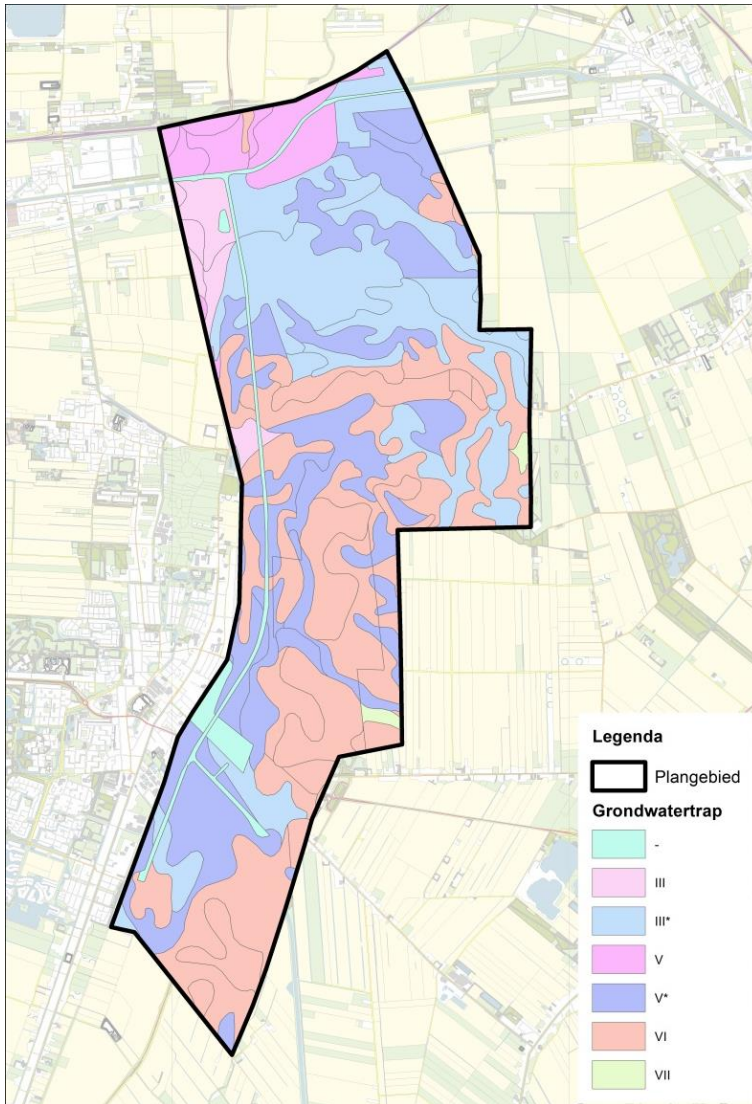 Legenda
Plangebied
Grondwatertrap
-
III
III*
V
V*
VI
VII